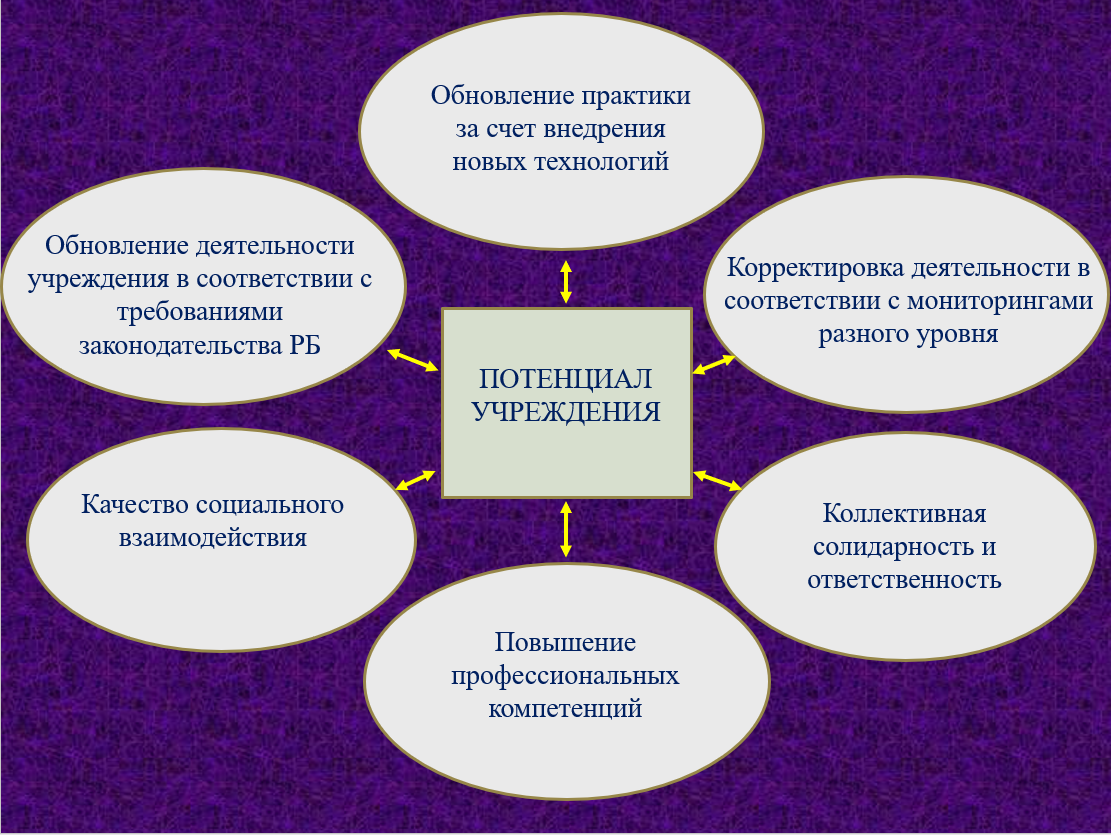 Обновление практики
за счет внедрения
новых технологий
Обновление деятельности
учреждения в соответствии с
требованиями
законодательства РБ
Корректировка деятельности в
соответствии с мониторингами
разного уровня
ПОТЕНЦИАЛ
УЧРЕЖДЕНИЯ
Качество социального
взаимодействия
Коллективная
солидарность и
ответственность
Повышение
профессиональных
компетенций